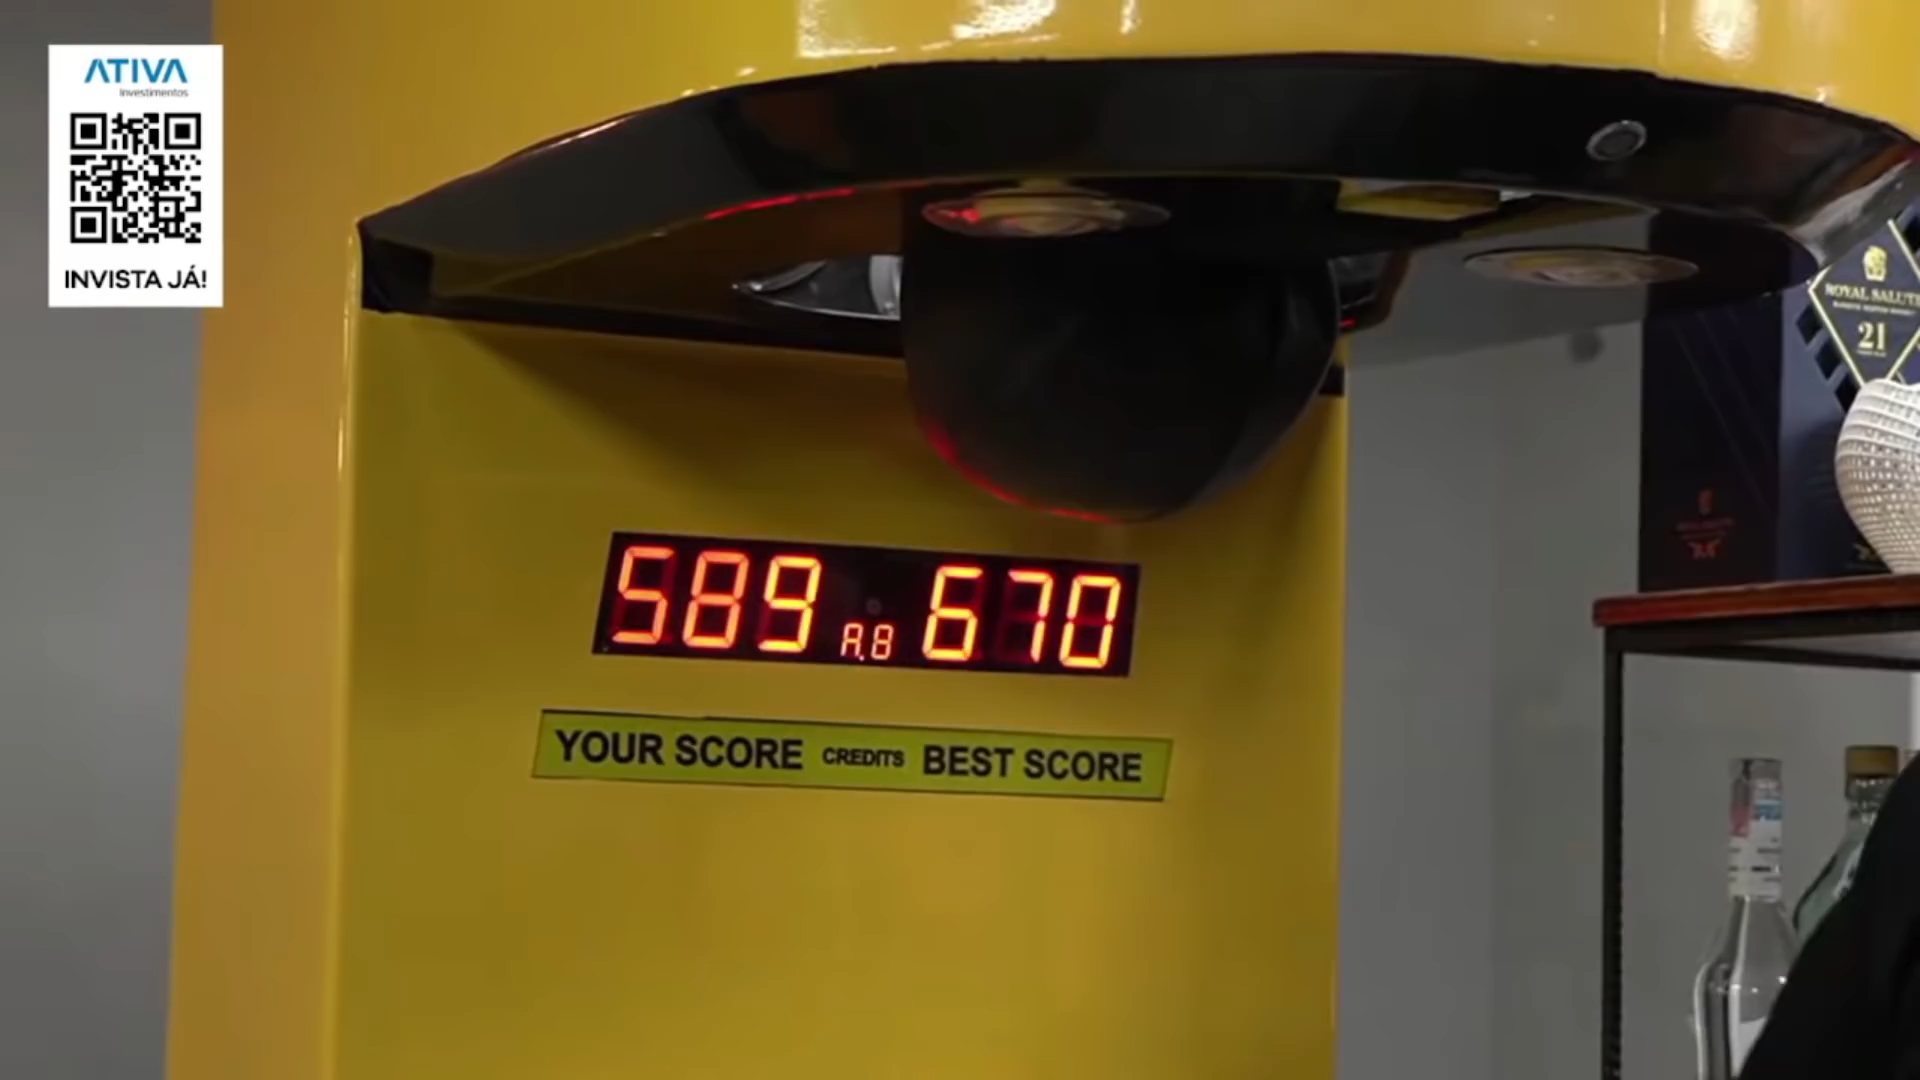 ATIVA
Investimentos
INVISTA JÁ!
ROYAL SALUTE
21
589 A.8 670
YOUR SCORE CREDITS BEST SCORE